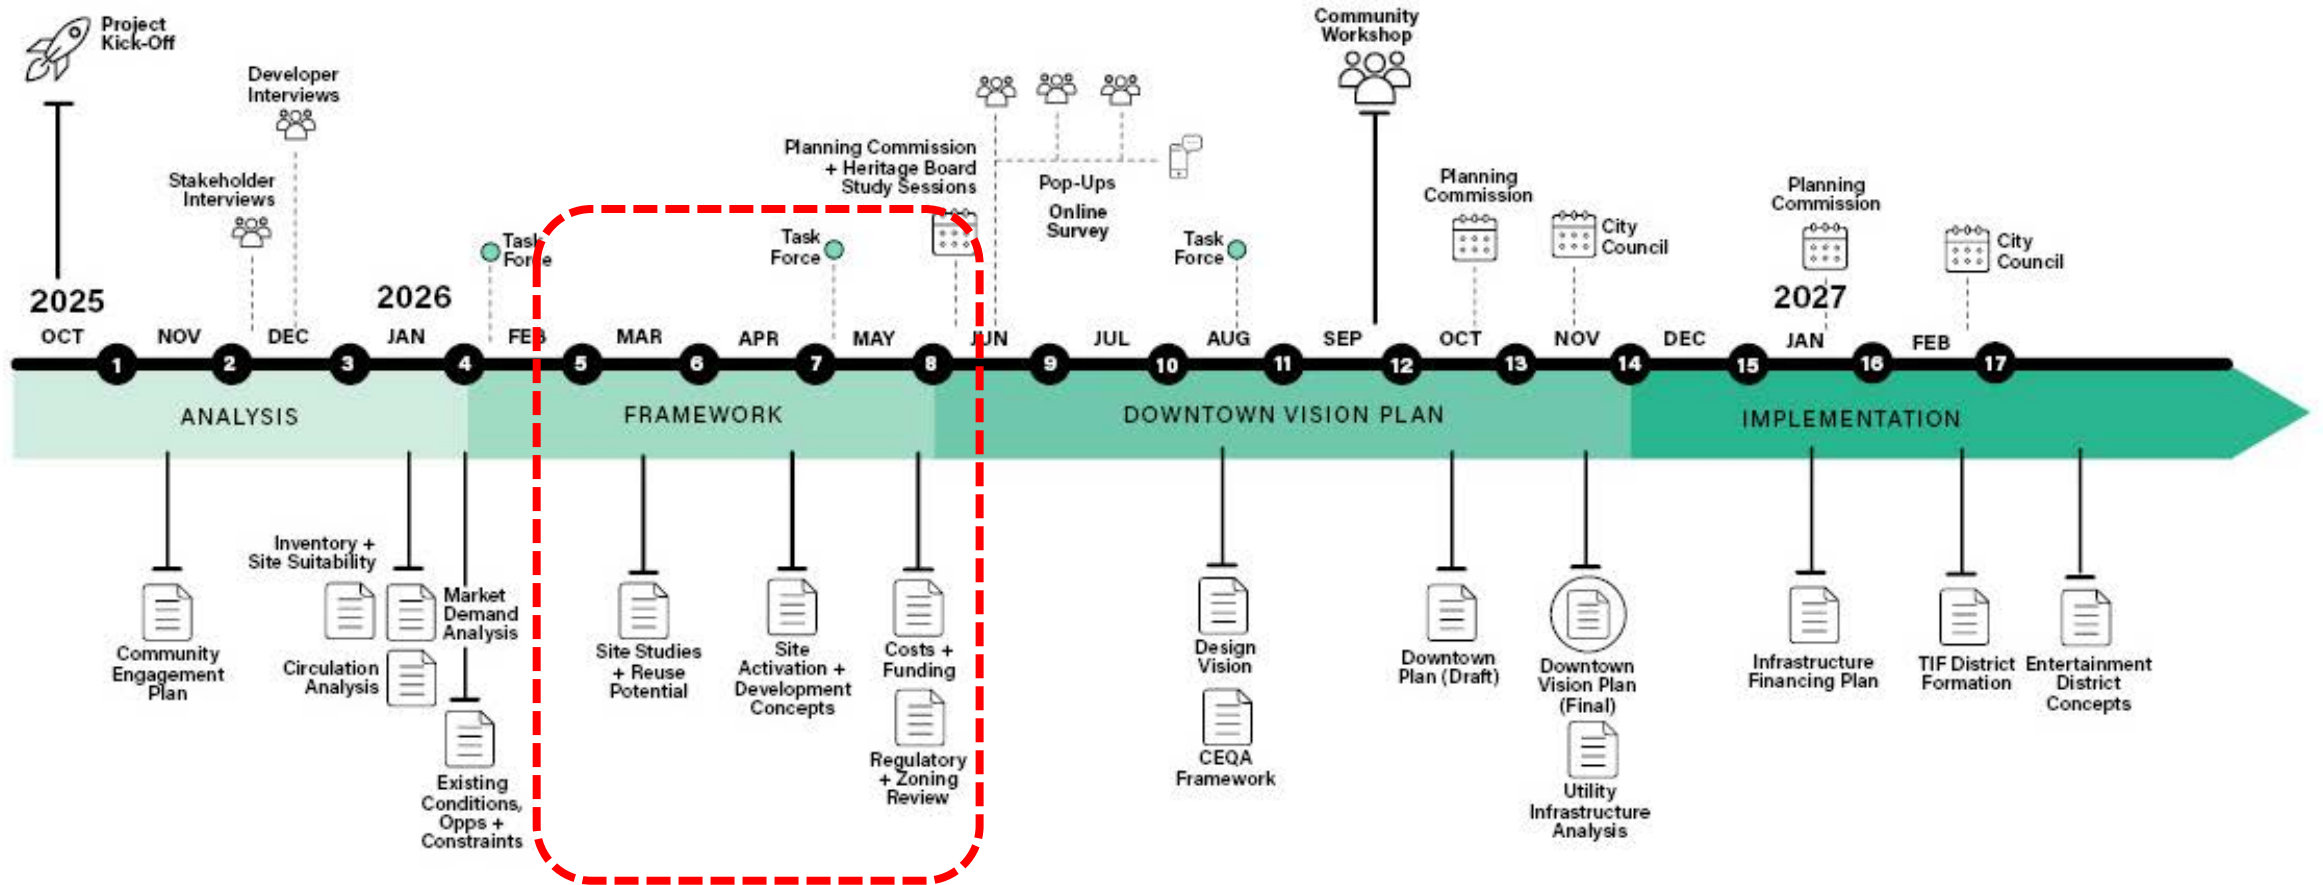 Project
Kick-Off
Developer
Interviews
Stakeholder
Interviews
Task
Force
Task
Force
Planning Commission
+ Heritage Board
Study Sessions
Pop-Ups
Online
Survey
Task
Force
Community
Workshop
Planning
Commission
City
Council
Planning
Commission
City
Council
2025
2026
2027
OCT
NOV
DEC
JAN
FEB
MAR
APR
MAY
JUN
JUL
AUG
SEP
OCT
NOV
DEC
JAN
FEB
1
2
3
4
5
6
7
8
9
10
11
12
13
14
15
16
17
ANALYSIS
FRAMEWORK
DOWNTOWN VISION PLAN
IMPLEMENTATION
Community
Engagement
Plan
Inventory +
Site Suitability
Market
Demand
Analysis
Circulation
Analysis
Existing
Conditions,
Opps +
Constraints
Site Studies
+ Reuse
Potential
Site
Activation +
Development
Concepts
Costs +
Funding
Regulatory
+ Zoning
Review
Design
Vision
CEQA
Framework
Downtown
Plan (Draft)
Downtown
Vision Plan
(Final)
Utility
Infrastructure
Analysis
Infrastructure
Financing Plan
TIF District
Formation
Entertainment
District
Concepts